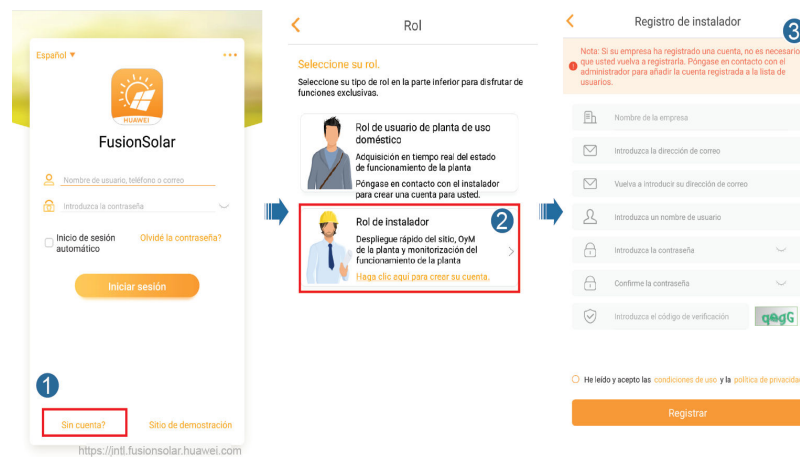 Español ▼
HUAWEI
FusionSolar
Nombre de usuario, teléfono o correo
Introduzca la contraseña
Inicio de sesión automático
Olvidé la contraseña?
Iniciar sesión
1
Sin cuenta?
Sitio de demostración
https://jntl.fusionsolar.huawei.com
Rol
Seleccione su rol.
Seleccione su tipo de rol en la parte inferior para disfrutar de
funciones exclusivas.
Rol de usuario de planta de uso
doméstico
Adquisición en tiempo real del estado
de funcionamiento de la planta
Póngase en contacto con el instalador
para crear una cuenta para usted.
2
Rol de instalador
Despliegue rápido del sitio, OyM
de la planta y monitorización del
funcionamiento de la planta
Haga clic aquí para crear su cuenta.
Registro de instalador
3
Nota: Si su empresa ha registrado una cuenta, no es necesario
que usted vuelva a registrarla. Póngase en contacto con el
administrador para añadir la cuenta registrada a la lista de
usuarios.
Nombre de la empresa
Introduzca la dirección de correo
Vuelva a introducir su dirección de correo
Introduzca un nombre de usuario
Introduzca la contraseña
Confirme la contraseña
Introduzca el código de verificación
qegG
He leído y acepto las condiciones de uso y la política de privacidad
Registrar